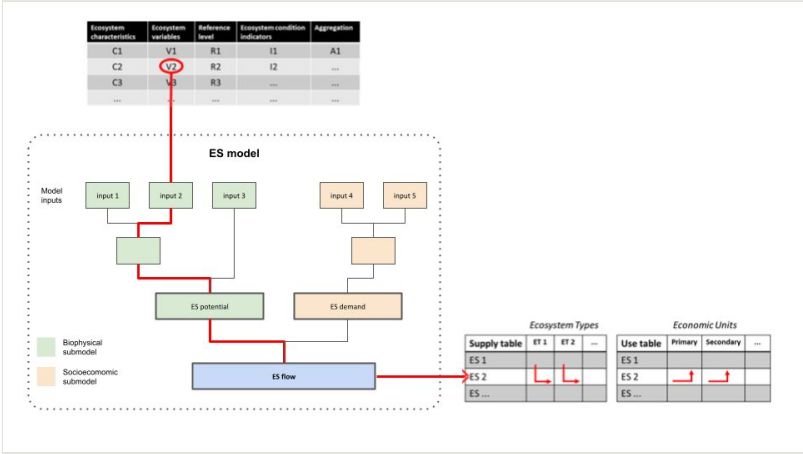 Ecosystem characteristics Ecosystem variables Reference level Ecosystem condition indicators Aggregation
C1 V1 R1 I1 A1
C2 V2 R2 I2 ...
C3 V3 R3 ... ...
... ... ... ... ...
ES model
Model inputs
input 1 input 2 input 3 input 4 input 5
ES potential ES demand
Biophysical submodel
Socioecomomic submodel
ES flow
Ecosystem Types
Supply table ET 1 ET 2 ...
ES 1
ES 2
ES ...
Economic Units
Use table Primary Secondary ...
ES 1
ES 2
ES ...